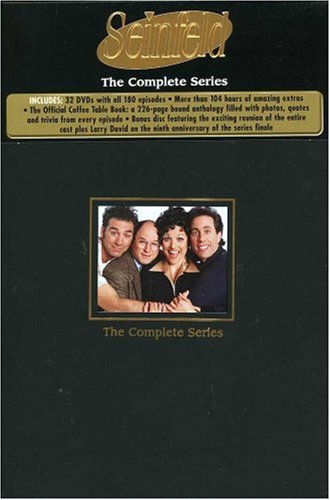 Seinfeld
The Complete Series
INCLUDES: 32 DVDs with all 180 episodes • More than 104 hours of amazing extras
• The Official Coffee Table Book: a 226-page bound anthology filled with photos, quotes
and trivia from every episode • Bonus disc featuring the exciting reunion of the entire
cast plus Larry David on the ninth anniversary of the series finale
The Complete Series